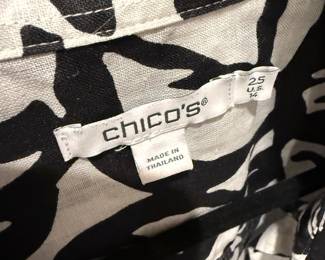 chico's®
2.5
U.S.
14
MADE IN
THAILAND